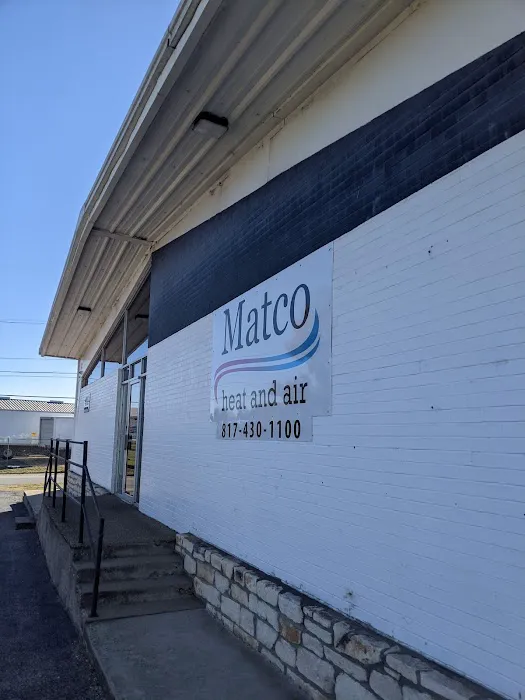 Matco
heat and air
817-430-1100